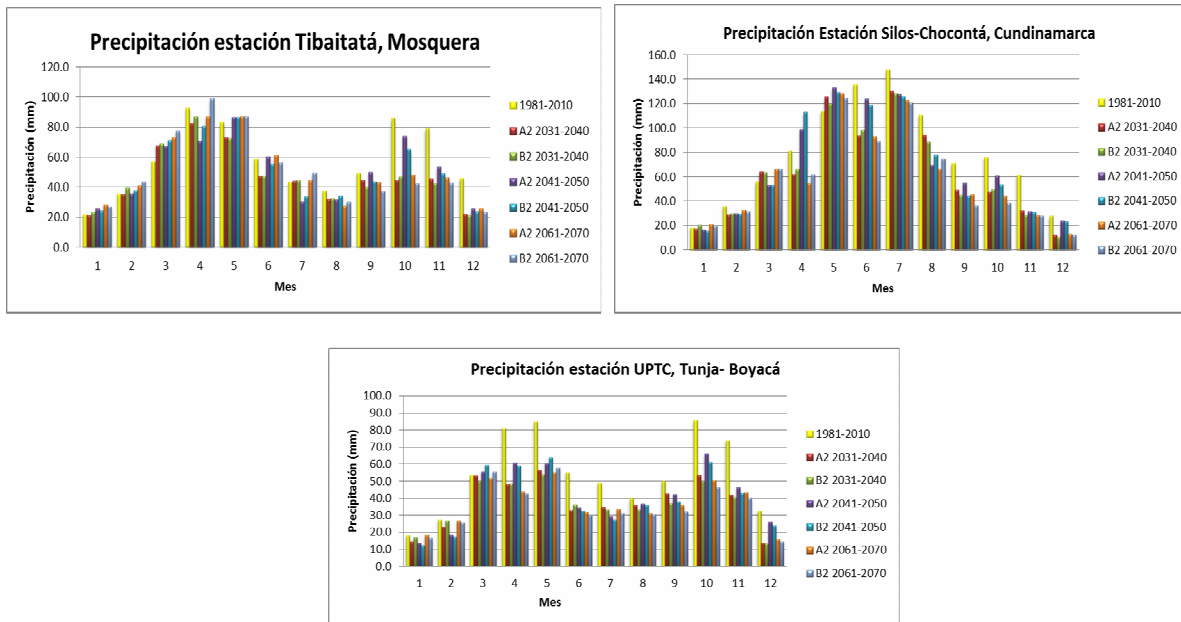 Precipitación estación Tibaitatá, Mosquera
Precipitación (mm)
120.0
100.0
80.0
60.0
40.0
20.0
0.0
1 2 3 4 5 6 7 8 9 10 11 12
Mes
1981-2010
A2 2031-2040
B2 2031-2040
A2 2041-2050
B2 2041-2050
A2 2061-2070
B2 2061-2070
Precipitación Estación Silos-Chocontá, Cundinamarca
Precipitación (mm)
160.0
140.0
120.0
100.0
80.0
60.0
40.0
20.0
0.0
1 2 3 4 5 6 7 8 9 10 11 12
Mes
1981-2010
A2 2031-2040
B2 2031-2040
A2 2041-2050
B2 2041-2050
A2 2061-2070
B2 2061-2070
Precipitación estación UPTC, Tunja- Boyacá
Precipitación (mm)
100.0
90.0
80.0
70.0
60.0
50.0
40.0
30.0
20.0
10.0
0.0
1 2 3 4 5 6 7 8 9 10 11 12
Mes
1981-2010
A2 2031-2040
B2 2031-2040
A2 2041-2050
B2 2041-2050
A2 2061-2070
B2 2061-2070